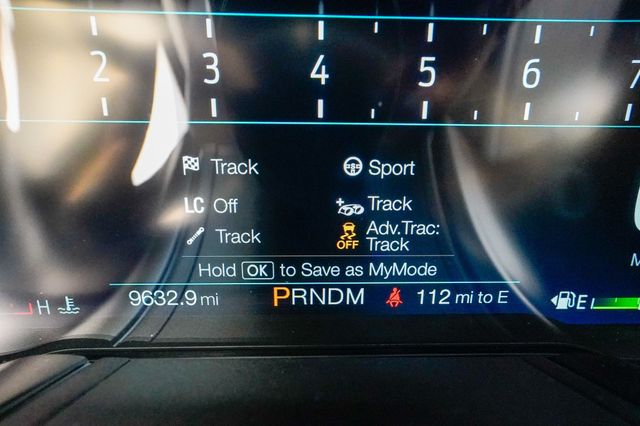 2 3 4 5 6 7
Track Sport
LC Off Track
Track Adv.Trac:
OFF Track
Hold OK to Save as MyMode
H 9632.9 mi PRNDM 112 mi to E E
M